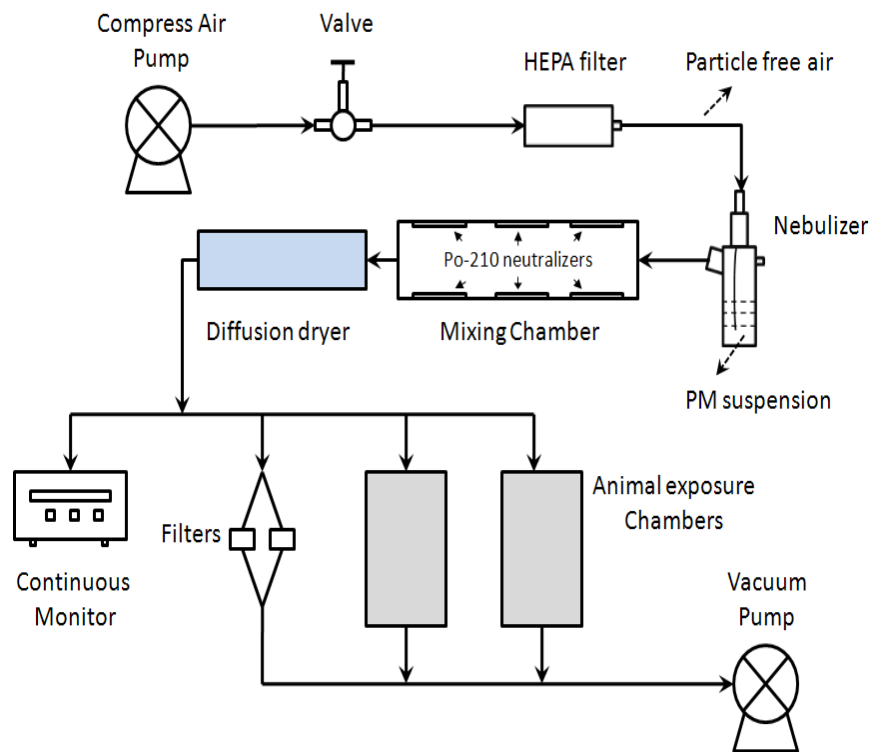 Compress Air
Pump
Valve
HEPA filter
Particle free air
Nebulizer
Po-210 neutralizers
Diffusion dryer
Mixing Chamber
PM suspension
Animal exposure
Chambers
Filters
Continuous
Monitor
Vacuum
Pump